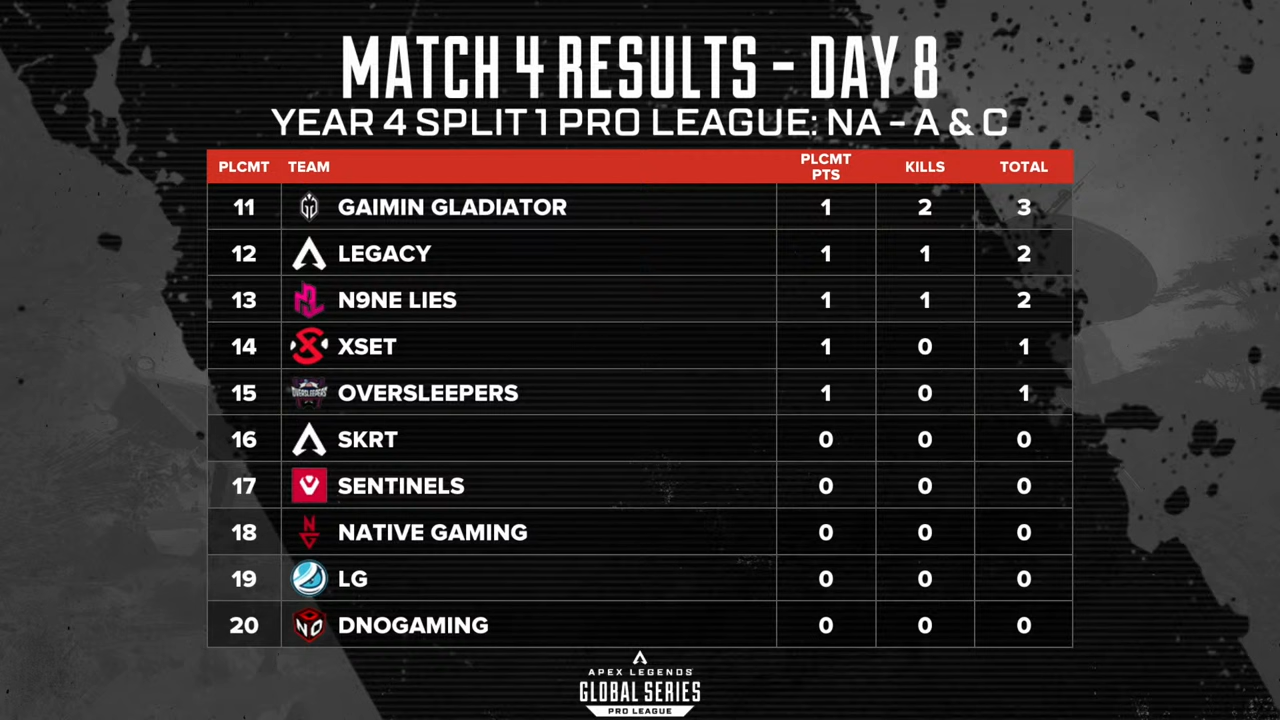 MATCH 4 RESULTS - DAY 8
YEAR 4 SPLIT 1 PRO LEAGUE: NA - A & C
PLCMT TEAM PLCMT PTS KILLS TOTAL
11 GAIMIN GLADIATOR 1 2 3
12 LEGACY 1 1 2
13 N9NE LIES 1 1 2
14 XSET 1 0 1
15 OVERSLEEPERS OVERSLEEPERS 1 0 1
16 SKRT 0 0 0
17 SENTINELS 0 0 0
18 NATIVE GAMING 0 0 0
19 LG 0 0 0
20 NO DNOGAMING 0 0 0
APEX LEGENDS
GLOBAL SERIES
PRO LEAGUE